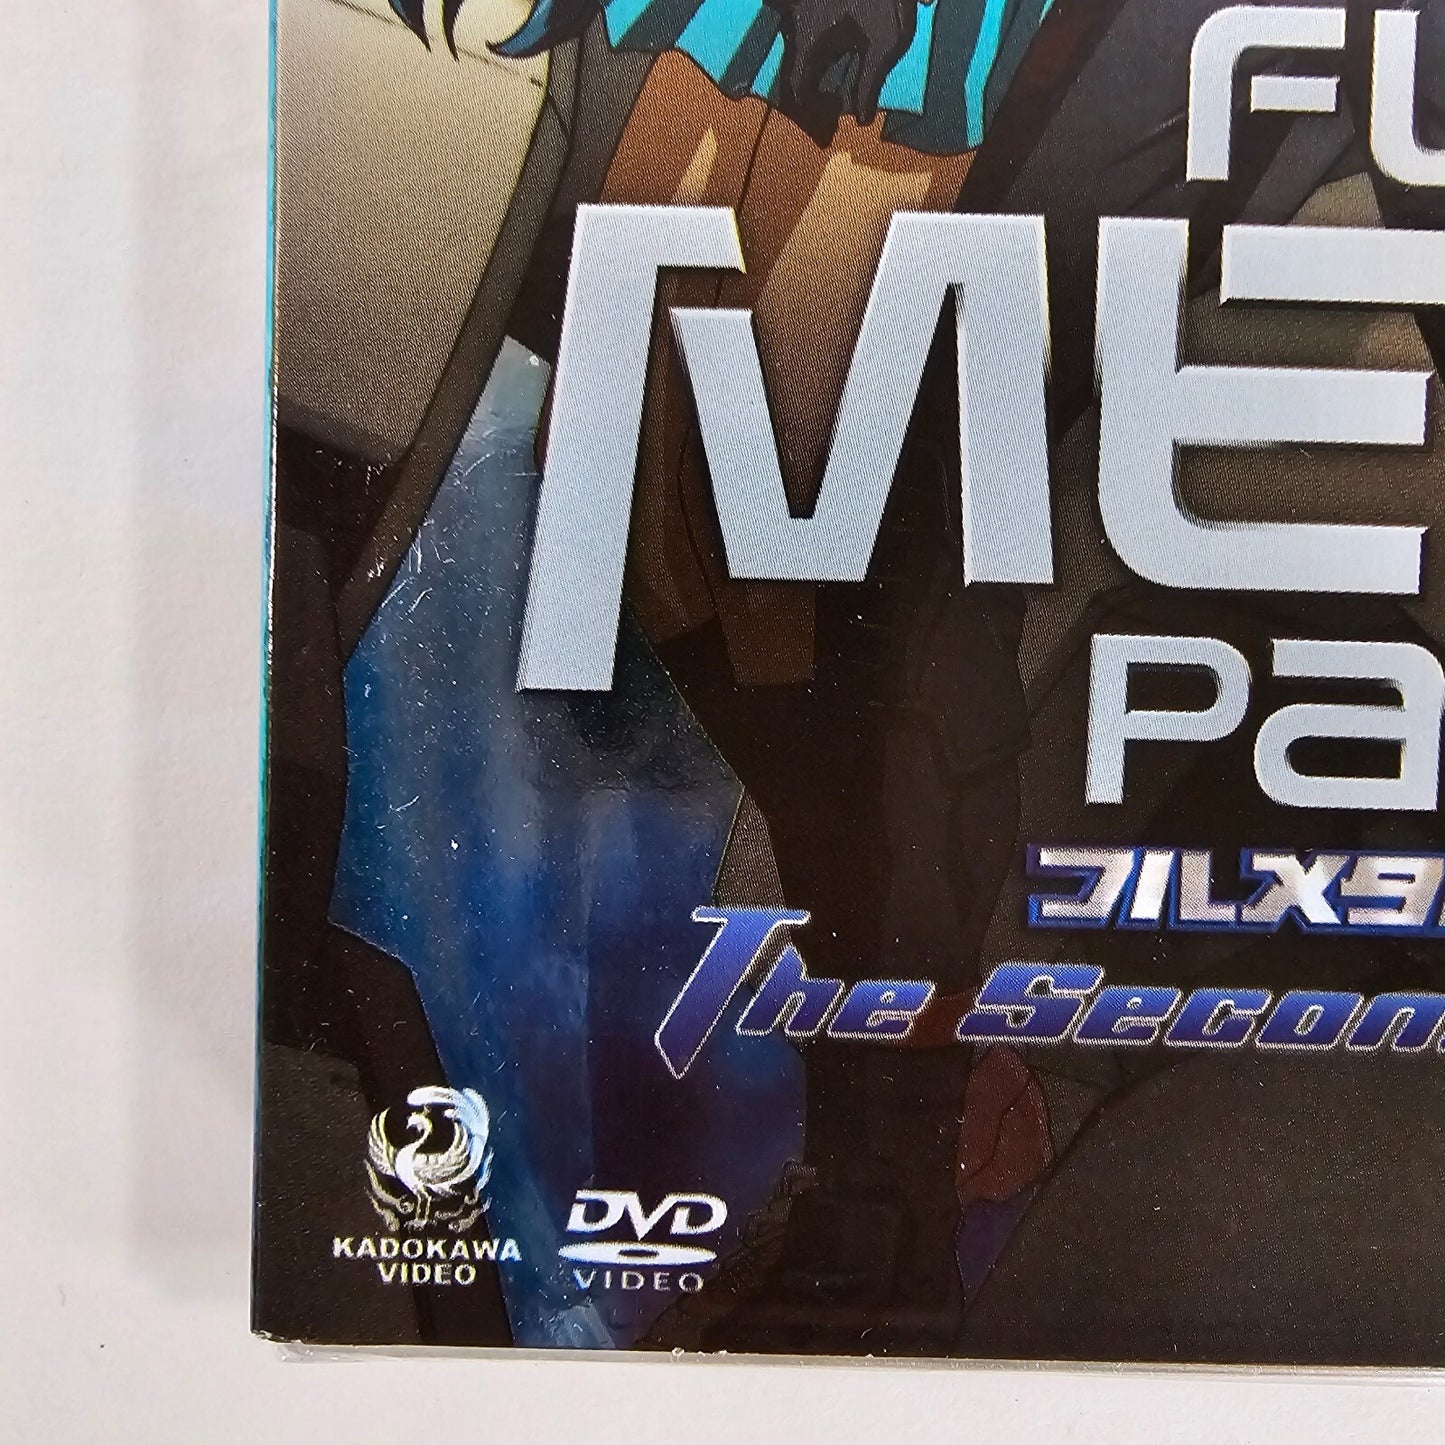 FU
ME
Pa
フルメタ
The Secon
KADOKAWA
VIDEO
DVD
VIDEO